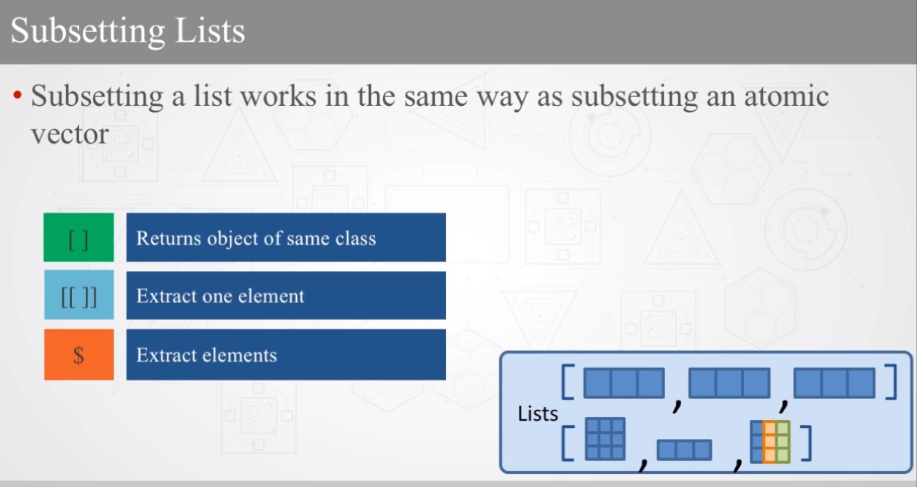 Subsetting Lists
• Subsetting a list works in the same way as subsetting an atomic
vector
[ ] Returns object of same class
[[ ]] Extract one element
$ Extract elements
Lists
[ , , ]
[ , , ]